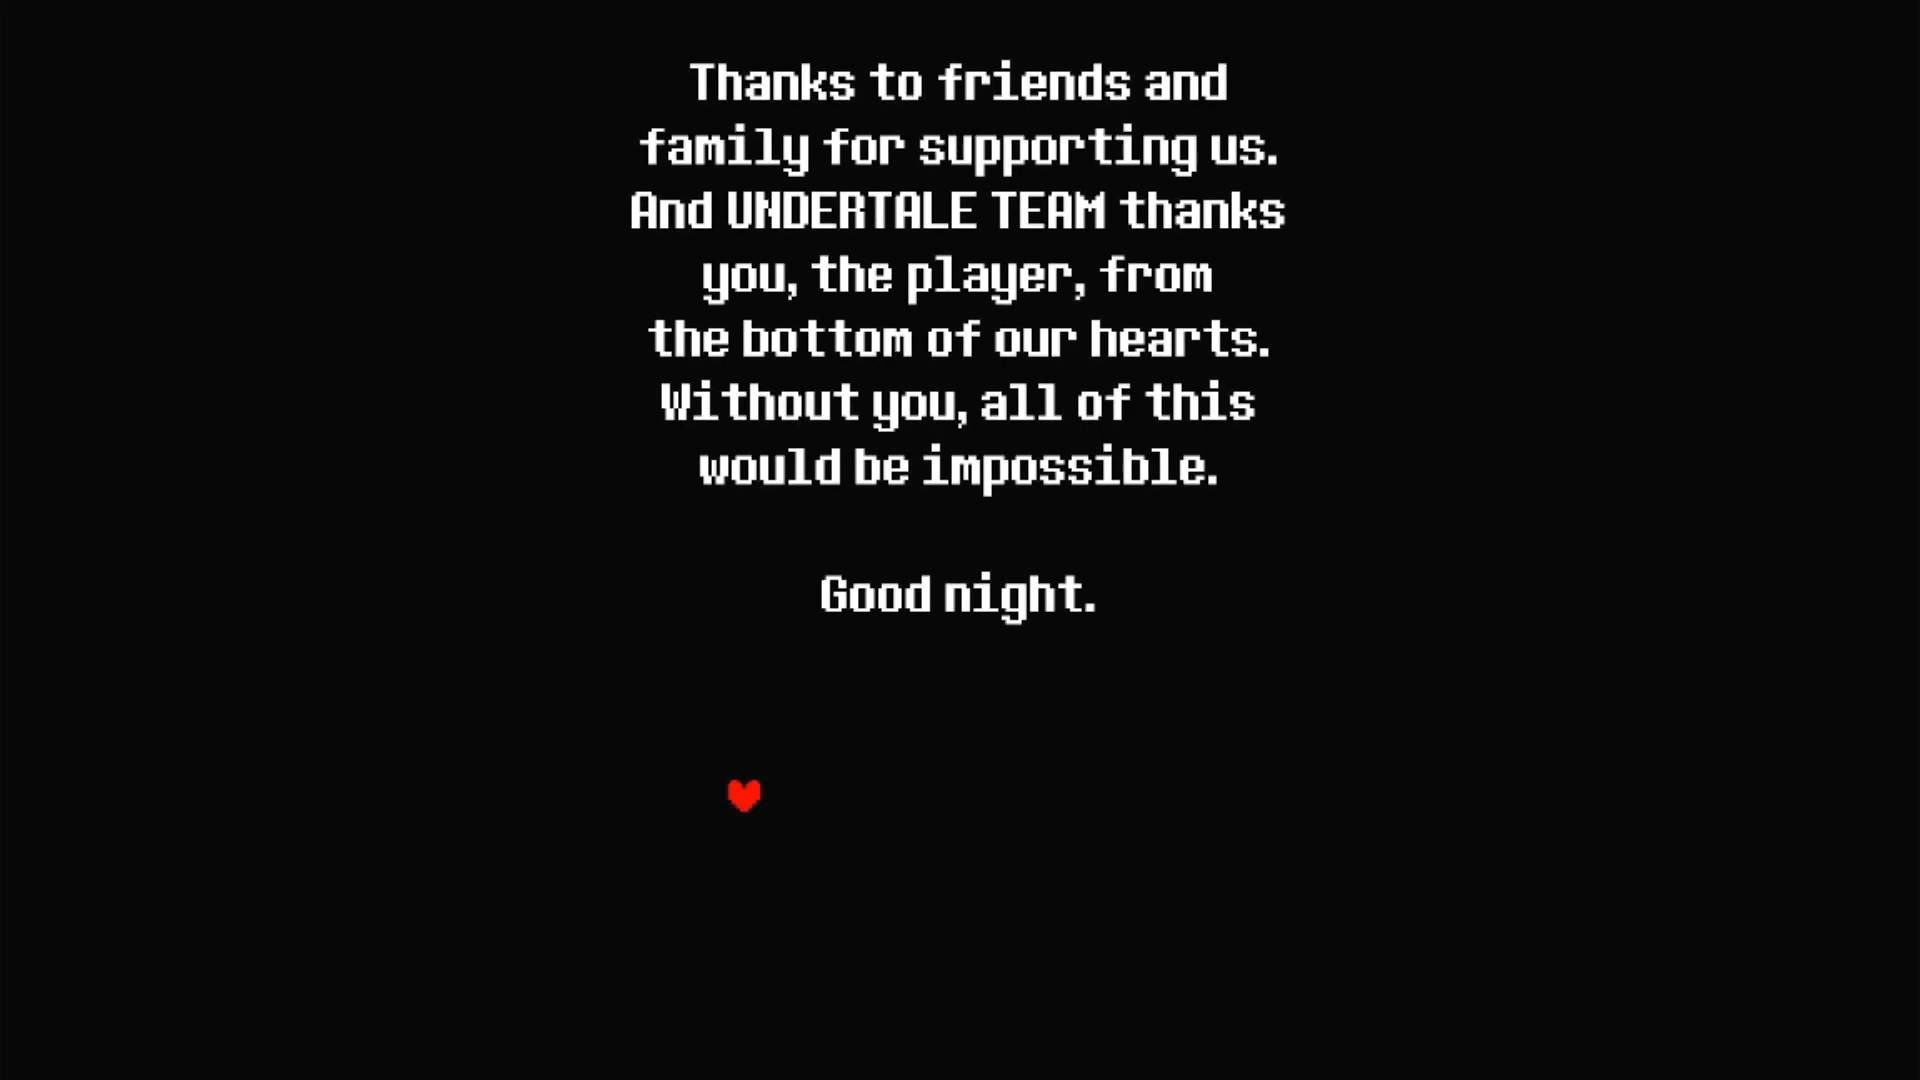 Thanks to friends and
family for supporting us.
And UNDERTALE TEAM thanks
you, the player, from
the bottom of our hearts.
Without you, all of this
would be impossible.
Good night.